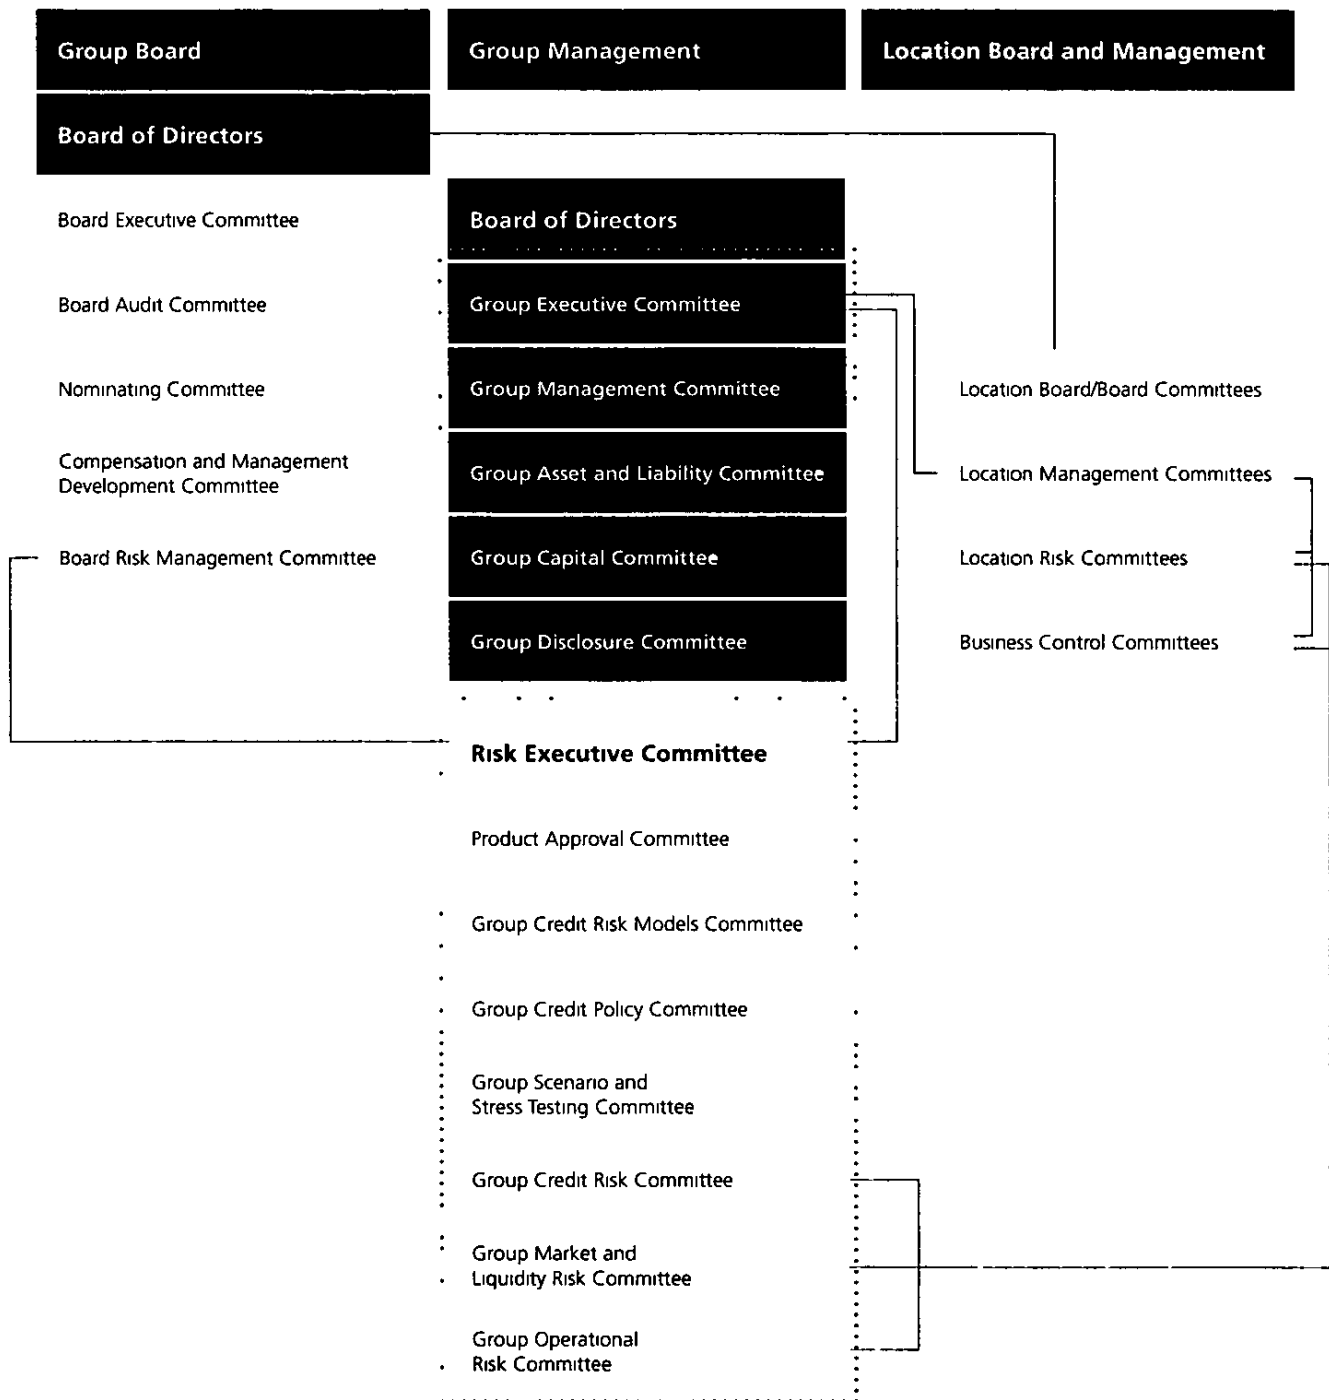 Group Board
Group Management
Location Board and Management
Board of Directors
Board Executive Committee
Board Audit Committee
Nominating Committee
Compensation and Management
Development Committee
Board Risk Management Committee
Board of Directors
Group Executive Committee
Group Management Committee
Group Asset and Liability Committee
Group Capital Committee
Group Disclosure Committee
Risk Executive Committee
Product Approval Committee
Group Credit Risk Models Committee
Group Credit Policy Committee
Group Scenario and
Stress Testing Committee
Group Credit Risk Committee
Group Market and
Liquidity Risk Committee
Group Operational
Risk Committee
Location Board/Board Committees
Location Management Committees
Location Risk Committees
Business Control Committees